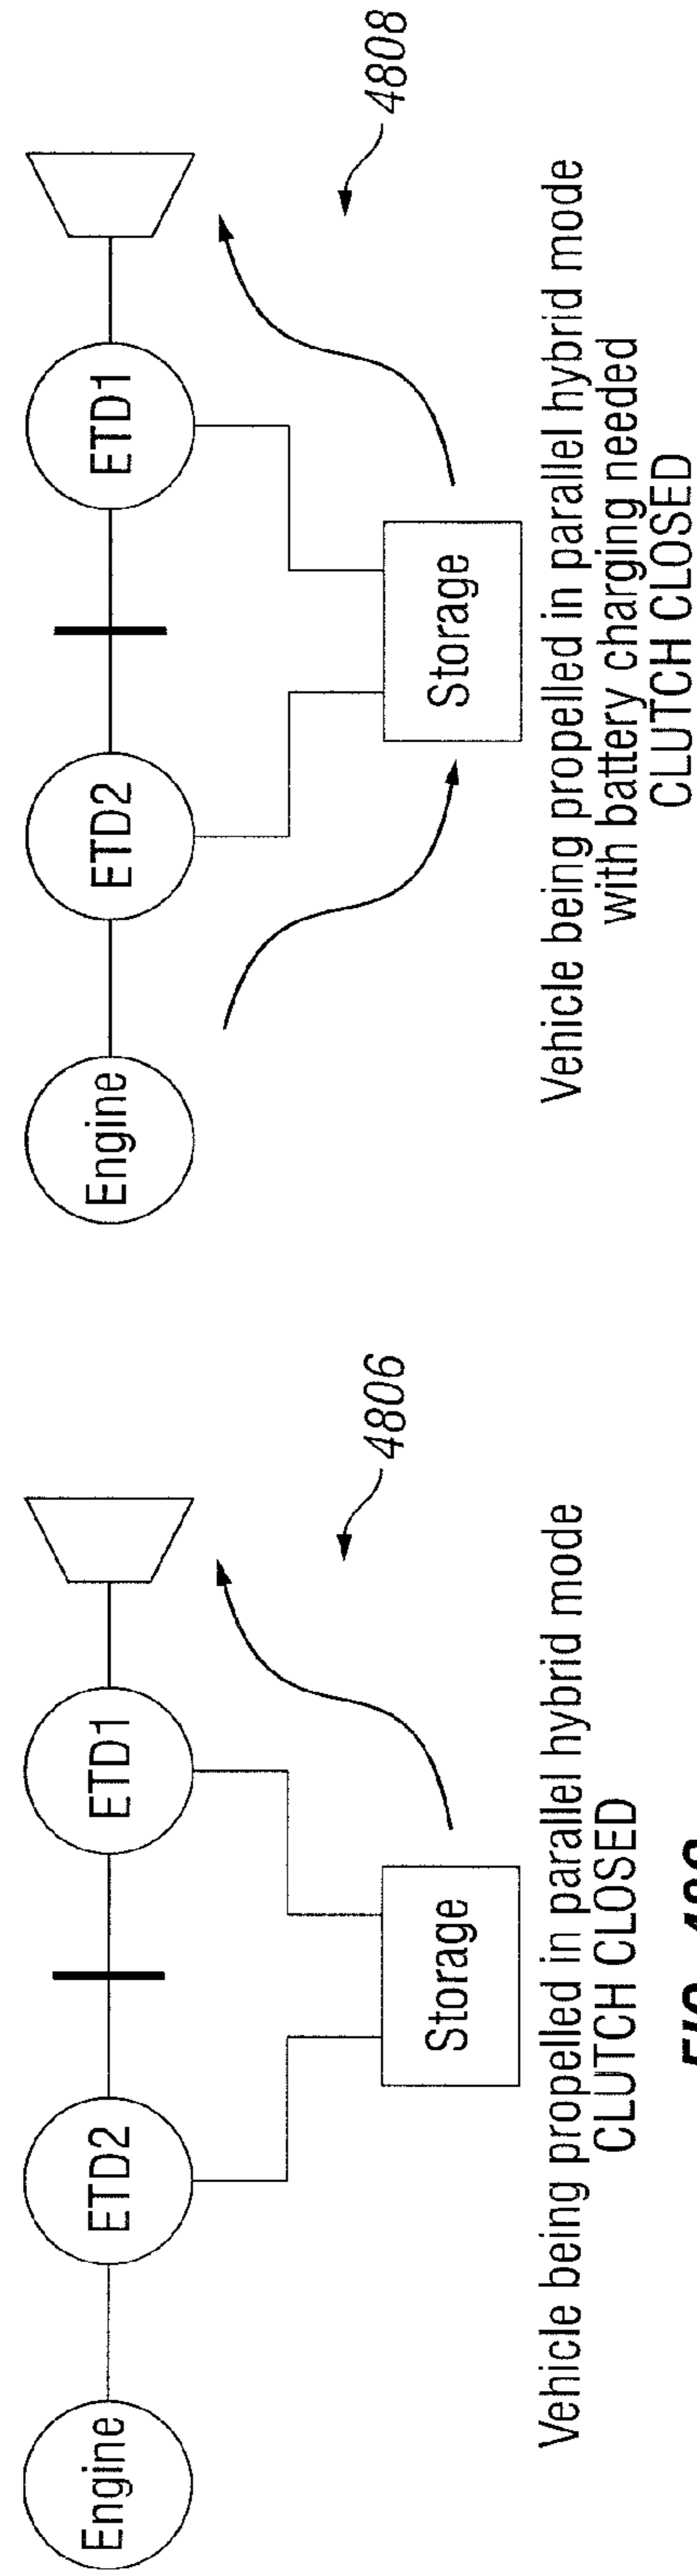 Engine
ETD2
ETD1
4806
Storage
Vehicle being propelled in parallel hybrid mode
CLUTCH CLOSED
Engine
ETD2
ETD1
4808
Storage
Vehicle being propelled in parallel hybrid mode
with battery charging needed
CLUTCH CLOSED
FIG.